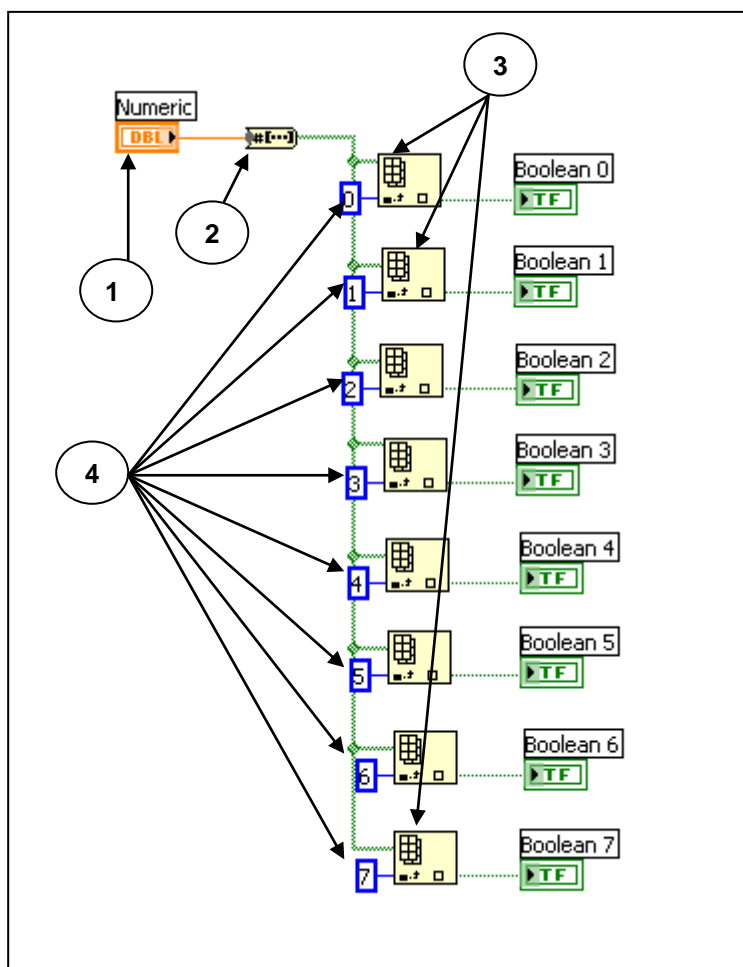 3
Numeric
DBL
#[...]
2
1
0
Boolean 0
TF
1
Boolean 1
TF
2
Boolean 2
TF
3
Boolean 3
TF
4
4
Boolean 4
TF
5
Boolean 5
TF
6
Boolean 6
TF
7
Boolean 7
TF